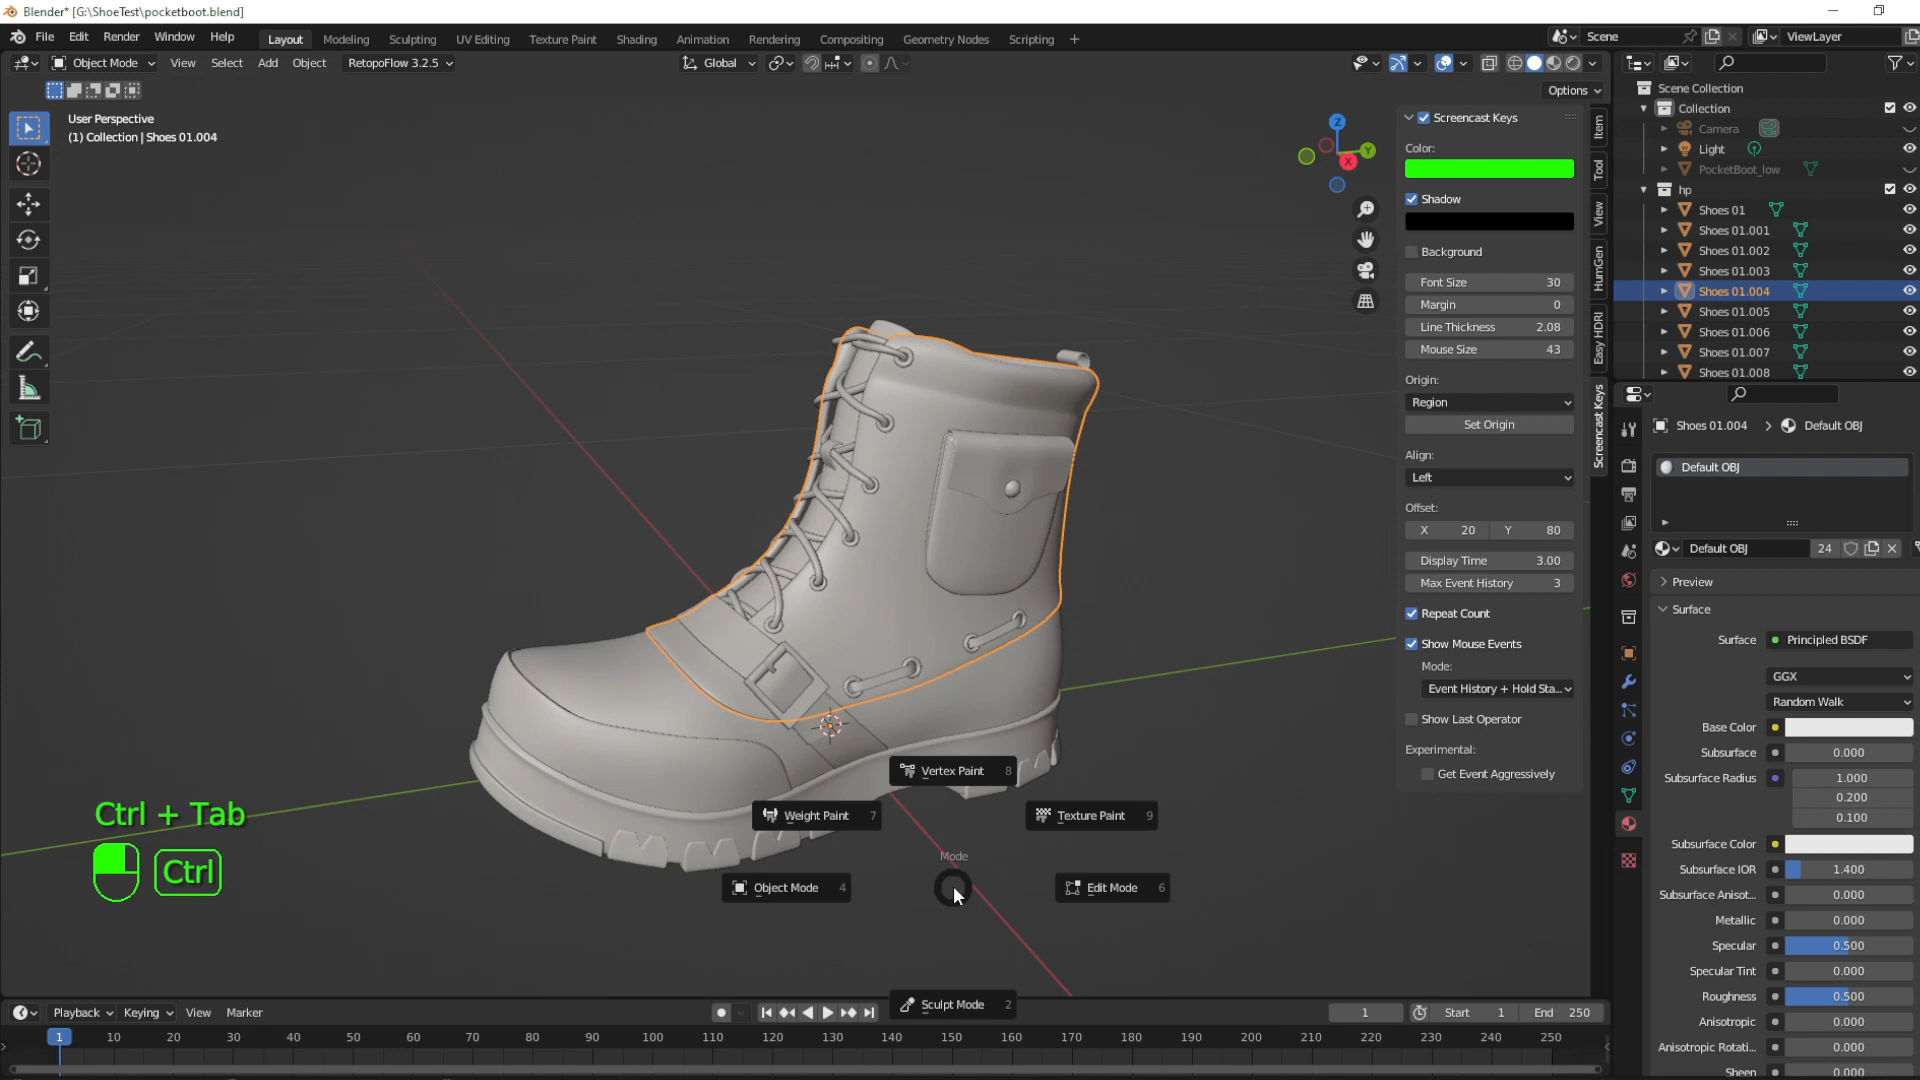 Blender* [G:\ShoeTest\pocketboot.blend]
File Edit Render Window Help Layout Modeling Sculpting UV Editing Texture Paint Shading Animation Rendering Compositing Geometry Nodes Scripting + Scene ViewLayer
Object Mode View Select Add Object RetopoFlow 3.2.5 Global
Options
User Perspective
(1) Collection | Shoes 01.004
Z
Y
X
Screencast Keys
Color:
Shadow
Background
Font Size 30
Margin 0
Line Thickness 2.08
Mouse Size 43
Origin:
Region
Set Origin
Align:
Left
Offset:
X 20 Y 80
Display Time 3.00
Max Event History 3
Repeat Count
Show Mouse Events
Mode:
Event History + Hold Sta...
Show Last Operator
Experimental:
Get Event Aggressively
Item
Tool
View
HumGen
Easy HDRI
Screencast Keys
Scene Collection
Collection
Camera
Light
PocketBoot_low
hp
Shoes 01
Shoes 01.001
Shoes 01.002
Shoes 01.003
Shoes 01.004
Shoes 01.005
Shoes 01.006
Shoes 01.007
Shoes 01.008
Shoes 01.004 > Default OBJ
Default OBJ
Default OBJ 24
Preview
Surface
Surface Principled BSDF
GGX
Random Walk
Base Color
Subsurface 0.000
Subsurface Radius 1.000
0.200
0.100
Subsurface Color
Subsurface IOR 1.400
Subsurface Anisot... 0.000
Metallic 0.000
Specular 0.500
Specular Tint 0.000
Roughness 0.500
Anisotropic 0.000
Anisotropic Rotati... 0.000
Sheen 0.000
Vertex Paint 8
Weight Paint 7
Texture Paint 9
Mode
Object Mode 4
Edit Mode 6
Sculpt Mode 2
Ctrl + Tab
Ctrl
Playback Keying View Marker 1 Start 1 End 250
1 10 20 30 40 50 60 70 80 90 100 110 120 130 140 150 160 170 180 190 200 210 220 230 240 250